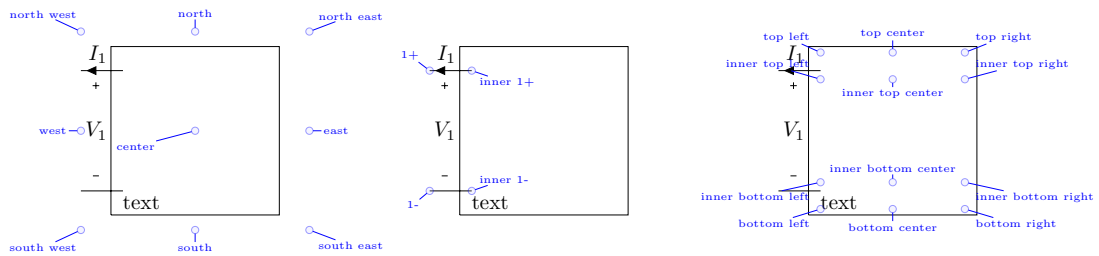 north west
north
north east
I1
+
west
V1
center
east
-
text
south west
south
south east
1+
I1
inner 1+
+
V1
-
inner 1-
1-
text
top left
top center
top right
I1
inner top left
inner top right
+
inner top center
V1
inner bottom center
-
inner bottom left
inner bottom right
text
bottom left
bottom center
bottom right